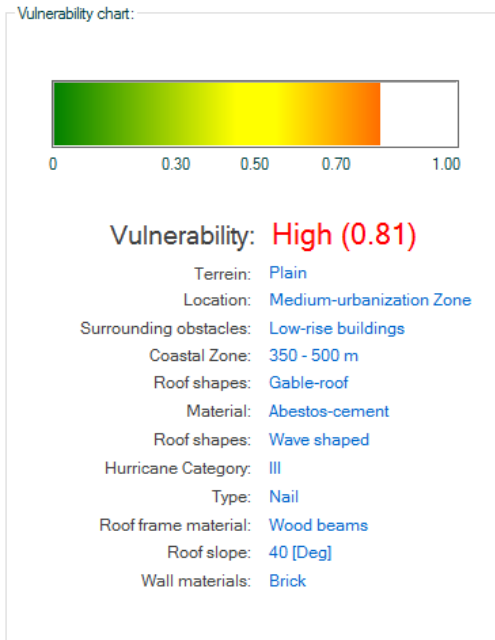 Vulnerability chart:
0 0.30 0.50 0.70 1.00
Vulnerability: High (0.81)
Terrein: Plain
Location: Medium-urbanization Zone
Surrounding obstacles: Low-rise buildings
Coastal Zone: 350 - 500 m
Roof shapes: Gable-roof
Material: Abestos-cement
Roof shapes: Wave shaped
Hurricane Category: III
Type: Nail
Roof frame material: Wood beams
Roof slope: 40 [Deg]
Wall materials: Brick